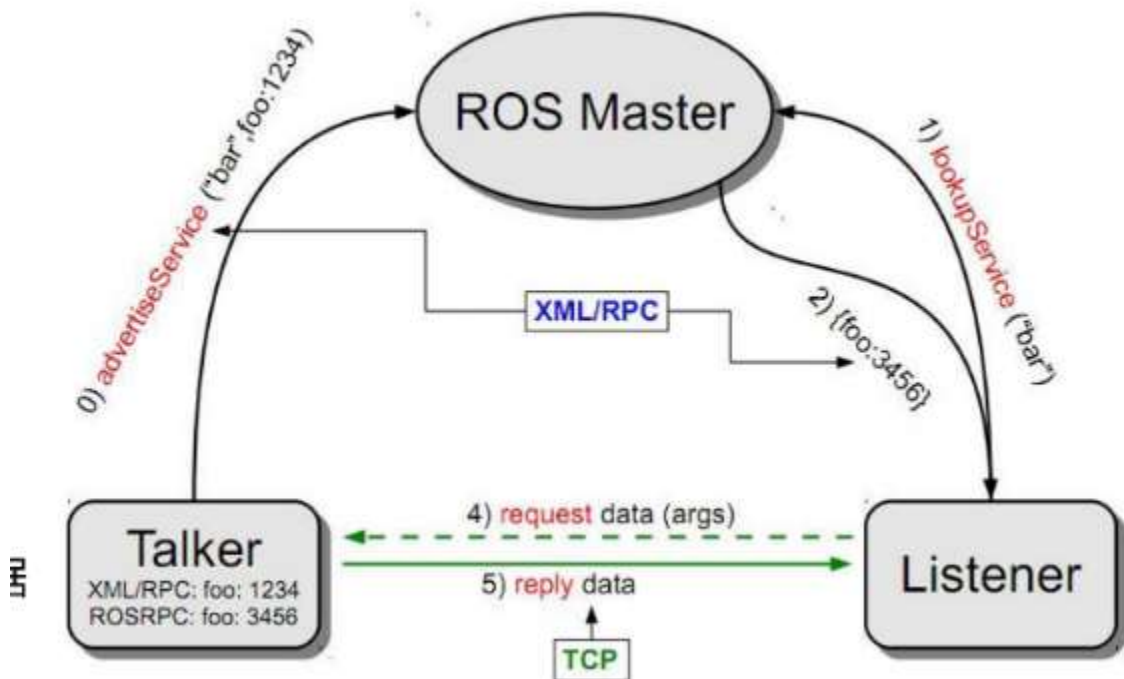 ROS Master
0) advertiseService ("bar",foo:1234)
1) lookupService ("bar")
2) {foo:3456}
XML/RPC
4) request data (args)
5) reply data
TCP
Talker
XML/RPC: foo: 1234
ROSRPC: foo: 3456
Listener